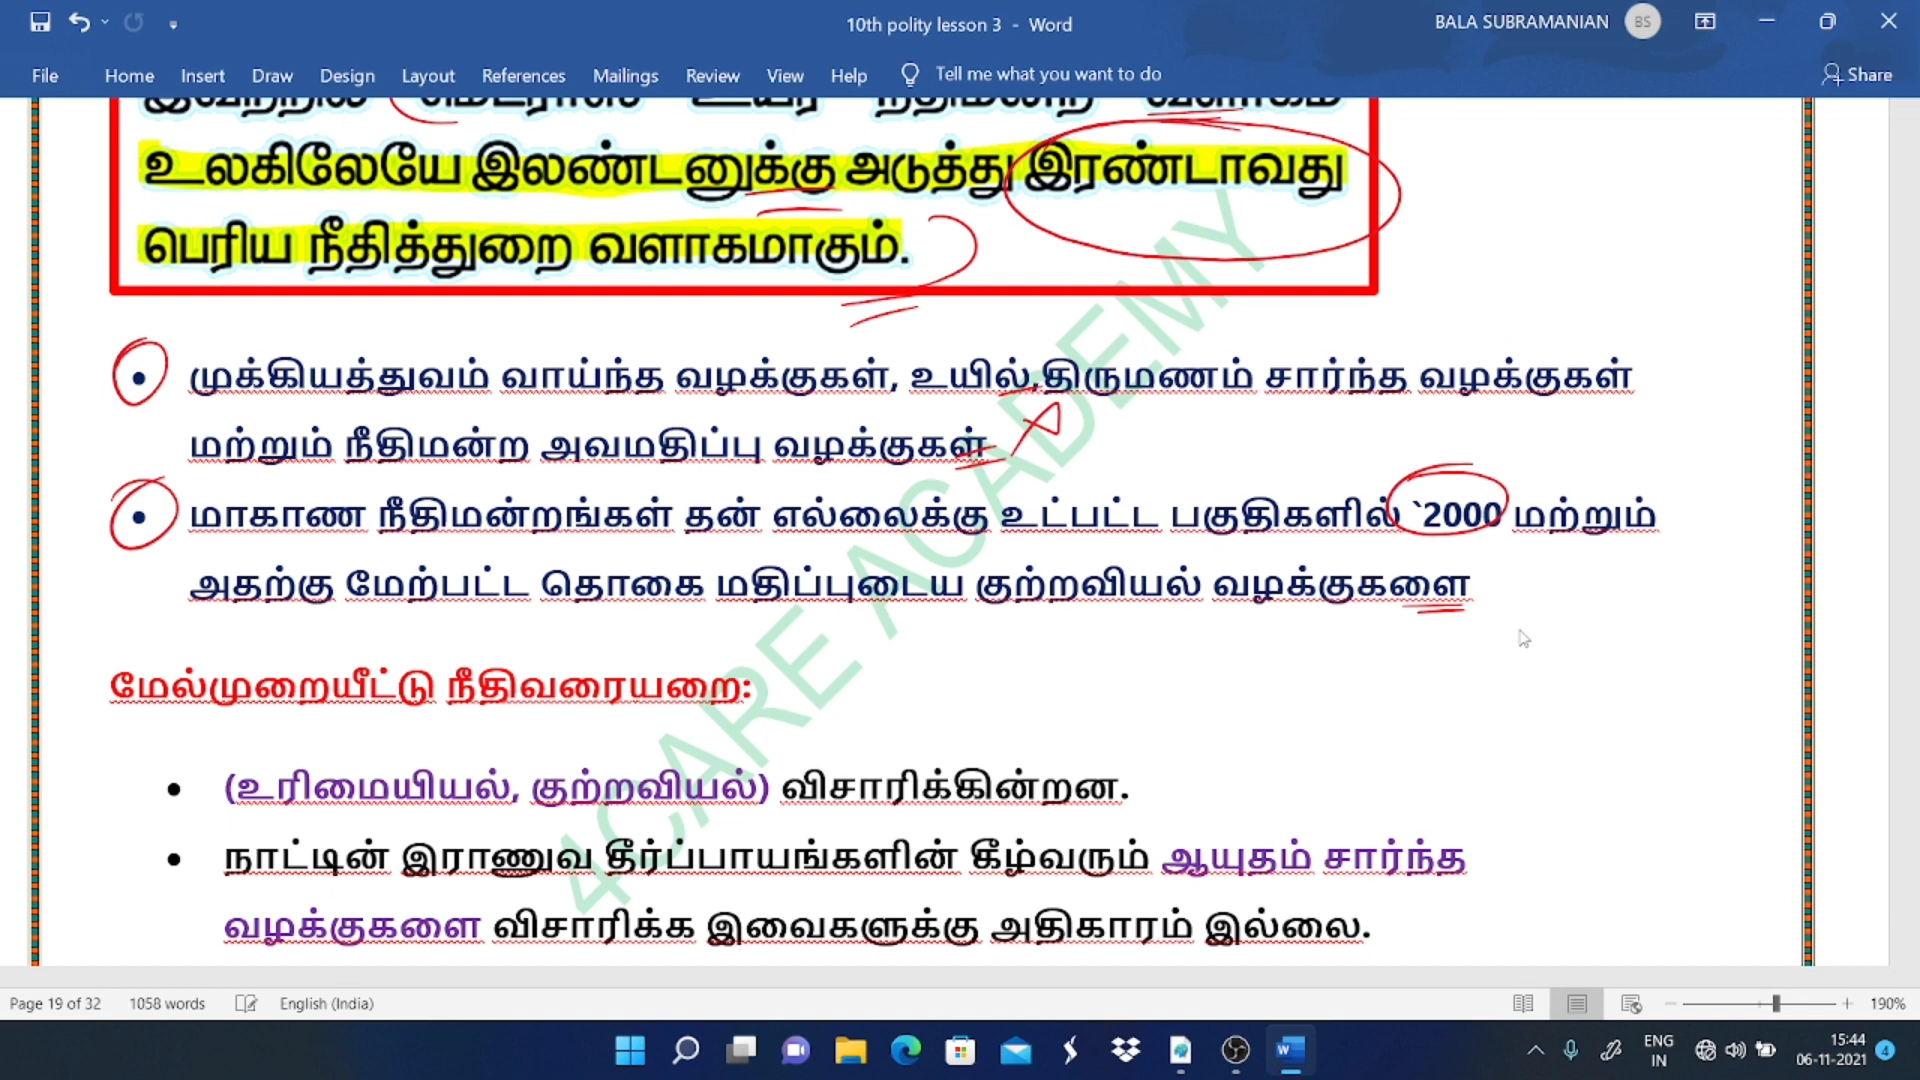 10th polity lesson 3 - Word
BALA SUBRAMANIAN BS
File Home Insert Draw Design Layout References Mailings Review View Help Tell me what you want to do Share
உலகிலேயே இலண்டனுக்கு அடுத்து இரண்டாவது
பெரிய நீதித்துறை வளாகமாகும்.
• முக்கியத்துவம் வாய்ந்த வழக்குகள், உயில்,திருமணம் சார்ந்த வழக்குகள்
மற்றும் நீதிமன்ற அவமதிப்பு வழக்குகள்
• மாகாண நீதிமன்றங்கள் தன் எல்லைக்கு உட்பட்ட பகுதிகளில் `2000 மற்றும்
அதற்கு மேற்பட்ட தொகை மதிப்புடைய குற்றவியல் வழக்குகளை
மேல்முறையீட்டு நீதிவரையறை:
• (உரிமையியல், குற்றவியல்) விசாரிக்கின்றன.
• நாட்டின் இராணுவ தீர்ப்பாயங்களின் கீழ்வரும் ஆயுதம் சார்ந்த
வழக்குகளை விசாரிக்க இவைகளுக்கு அதிகாரம் இல்லை.
4CARE ACADEMY
Page 19 of 32 1058 words English (India) 190%
ENG
IN
15:44
06-11-2021
4